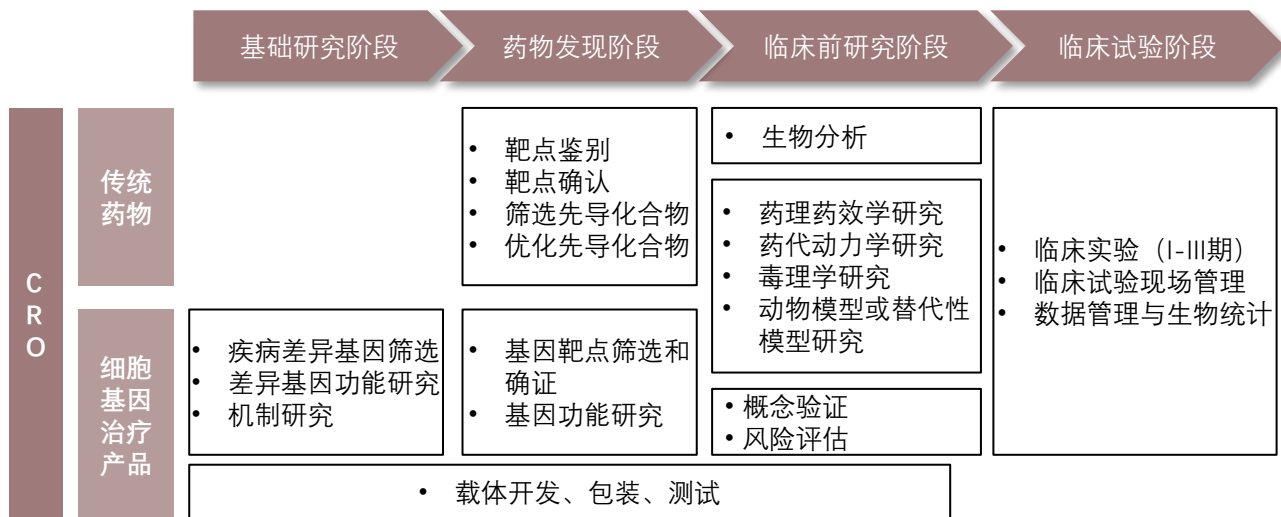 基础研究阶段
药物发现阶段
临床前研究阶段
临床试验阶段
CRO
传统
药物
• 靶点鉴别
• 靶点确认
• 筛选先导化合物
• 优化先导化合物
• 生物分析
• 药理药效学研究
• 药代动力学研究
• 毒理学研究
• 动物模型或替代性
模型研究
• 临床实验（I-III期）
• 临床试验现场管理
• 数据管理与生物统计
细胞
基因
治疗
产品
• 疾病差异基因筛选
• 差异基因功能研究
• 机制研究
• 基因靶点筛选和
确证
• 基因功能研究
• 概念验证
• 风险评估
• 载体开发、包装、测试